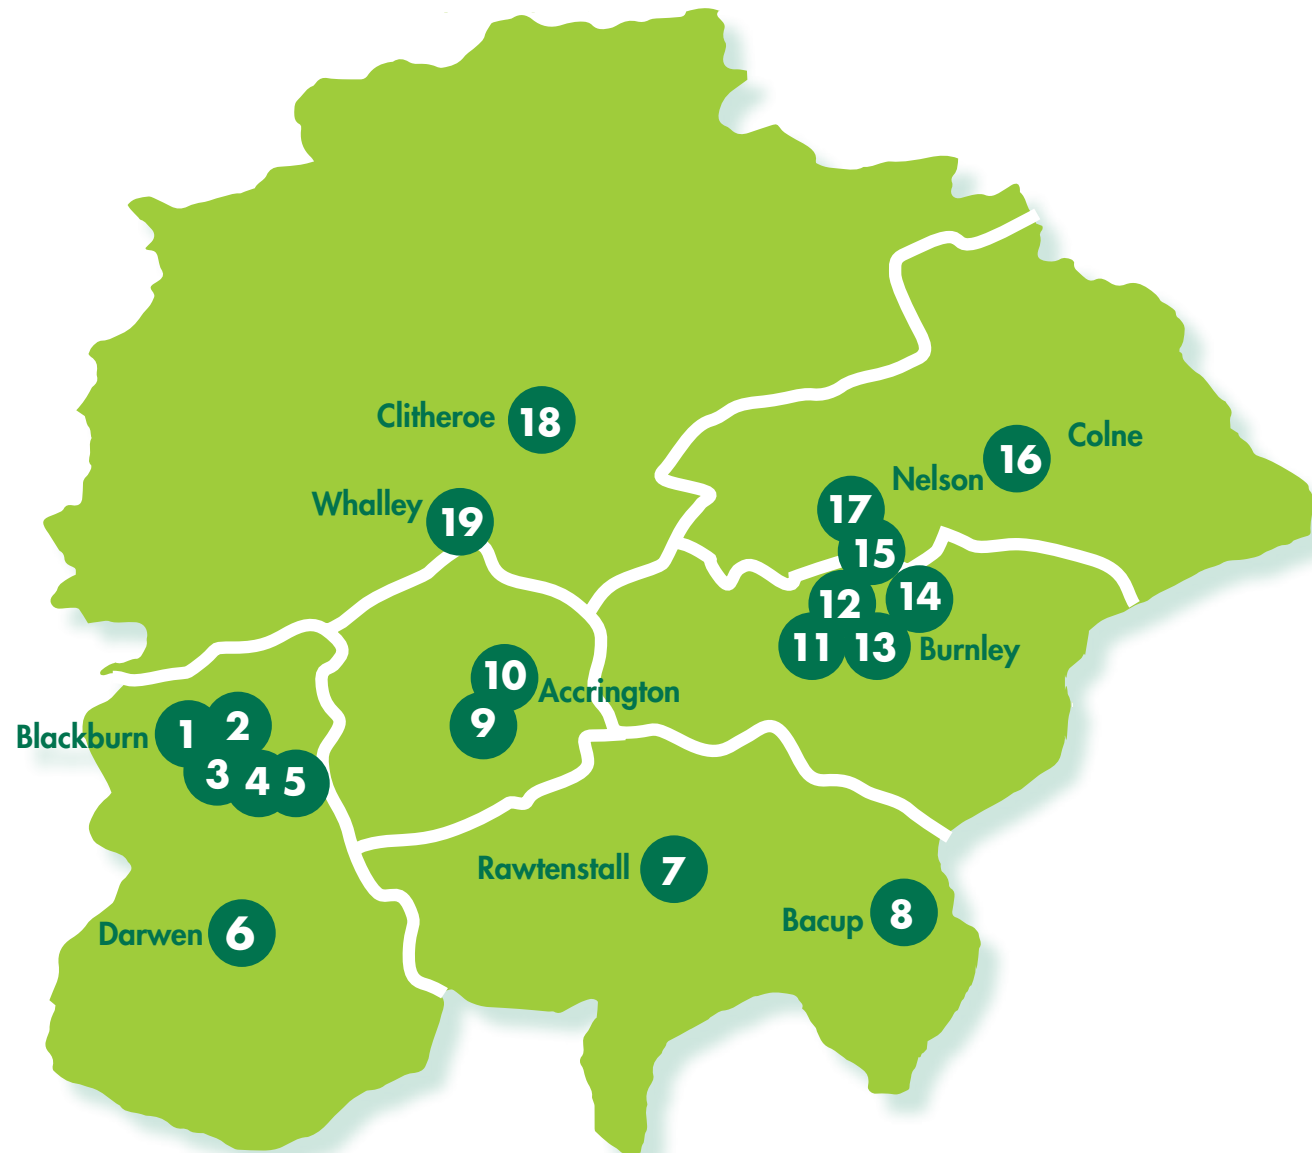 Clitheroe 18
Colne
16
Nelson
Whalley 19
17
15
12 14
11 13 Burnley
10
Accrington
9
Blackburn 1 2
3 4 5
Rawtenstall 7
Bacup 8
Darwen 6